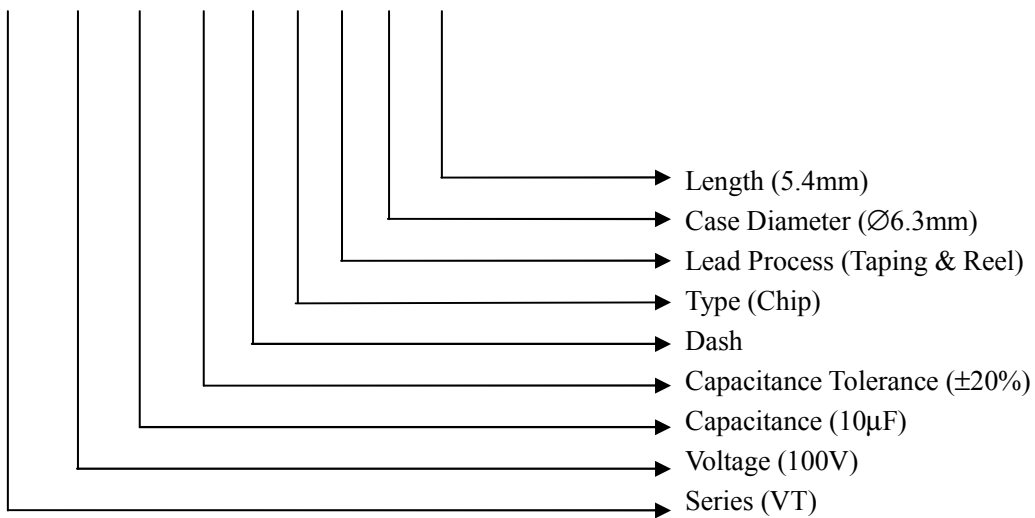 Length (5.4mm)
Case Diameter (∅6.3mm)
Lead Process (Taping & Reel)
Type (Chip)
Dash
Capacitance Tolerance (±20%)
Capacitance (10μF)
Voltage (100V)
Series (VT)